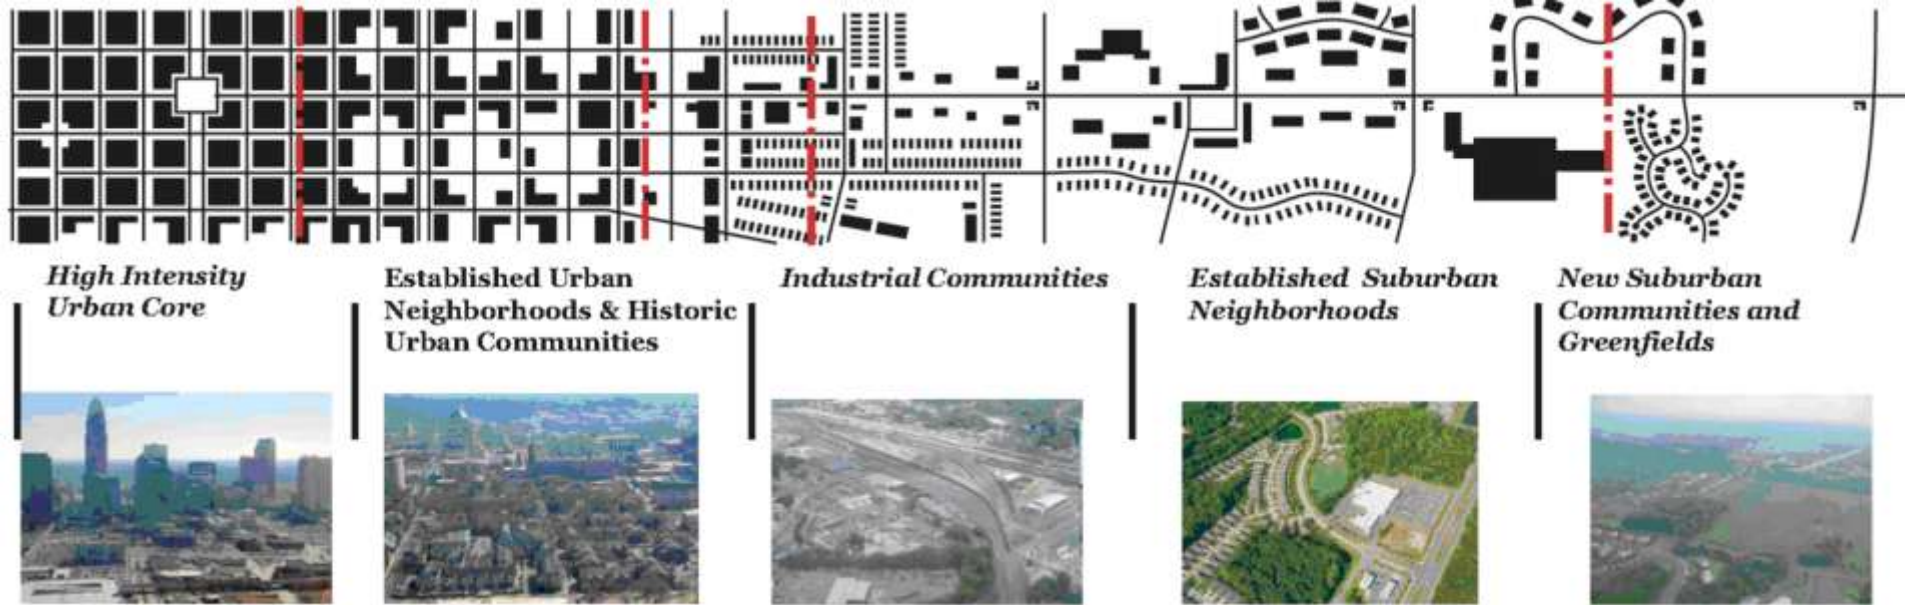 High Intensity
Urban Core
Established Urban
Neighborhoods & Historic
Urban Communities
Industrial Communities
Established Suburban
Neighborhoods
New Suburban
Communities and
Greenfields